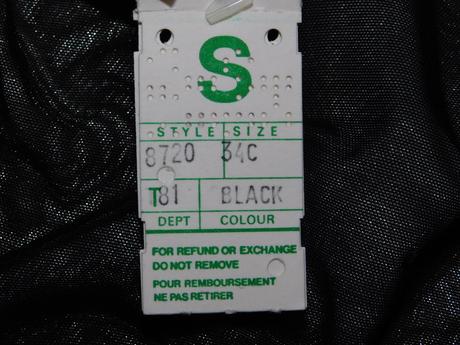 S
STYLE SIZE
8720 34C
T81 BLACK
DEPT COLOUR
FOR REFUND OR EXCHANGE
DO NOT REMOVE
POUR REMBOURSEMENT
NE PAS RETIRER